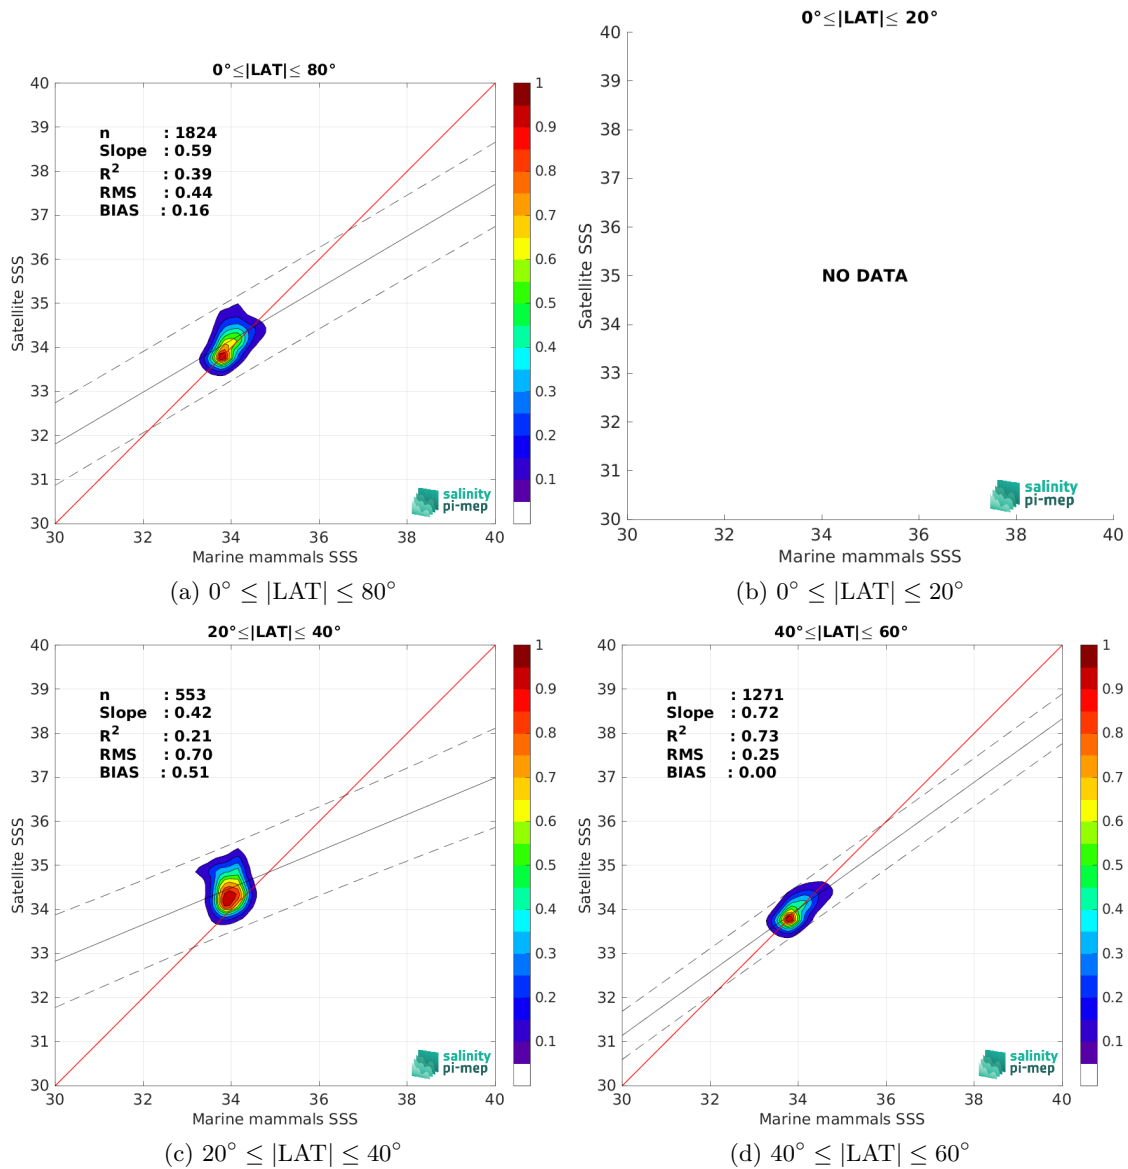 0°≤|LAT|≤ 80°
40
39
38
37
36
35
34
33
32
31
30
Satellite SSS
n : 1824
Slope : 0.59
R² : 0.39
RMS : 0.44
BIAS : 0.16
salinity
pi-mep
30 32 34 36 38 40
Marine mammals SSS
1
0.9
0.8
0.7
0.6
0.5
0.4
0.3
0.2
0.1
(a) 0° ≤ |LAT| ≤ 80°
0°≤|LAT|≤ 20°
40
39
38
37
36
35
34
33
32
31
30
Satellite SSS
NO DATA
salinity
pi-mep
30 32 34 36 38 40
Marine mammals SSS
(b) 0° ≤ |LAT| ≤ 20°
20°≤|LAT|≤ 40°
40
39
38
37
36
35
34
33
32
31
30
Satellite SSS
n : 553
Slope : 0.42
R² : 0.21
RMS : 0.70
BIAS : 0.51
salinity
pi-mep
30 32 34 36 38 40
Marine mammals SSS
1
0.9
0.8
0.7
0.6
0.5
0.4
0.3
0.2
0.1
(c) 20° ≤ |LAT| ≤ 40°
40°≤|LAT|≤ 60°
40
39
38
37
36
35
34
33
32
31
30
Satellite SSS
n : 1271
Slope : 0.72
R² : 0.73
RMS : 0.25
BIAS : 0.00
salinity
pi-mep
30 32 34 36 38 40
Marine mammals SSS
1
0.9
0.8
0.7
0.6
0.5
0.4
0.3
0.2
0.1
(d) 40° ≤ |LAT| ≤ 60°